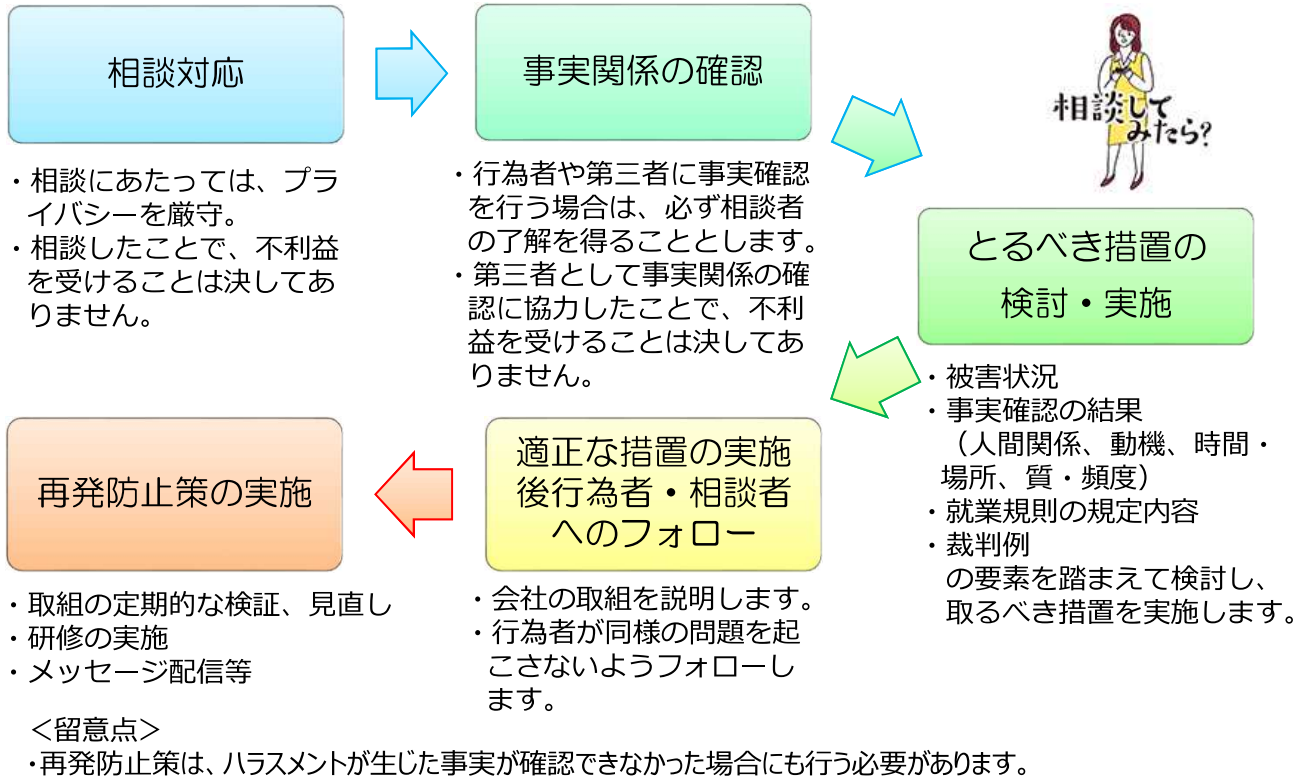 相談対応
・相談にあたっては、プラ
イバシーを厳守。
・相談したことで、不利益
を受けることは決してあ
りません。
事実関係の確認
・行為者や第三者に事実確認
を行う場合は、必ず相談者
の了解を得ることとします。
・第三者として事実関係の確
認に協力したことで、不利
益を受けることは決してあ
りません。
相談して
みたら?
とるべき措置の
検討・実施
・被害状況
・事実確認の結果
（人間関係、動機、時間・
場所、質・頻度）
・就業規則の規定内容
・裁判例
の要素を踏まえて検討し、
取るべき措置を実施します。
適正な措置の実施
後行為者・相談者
へのフォロー
・会社の取組を説明します。
・行為者が同様の問題を起
こさないようフォローし
ます。
再発防止策の実施
・取組の定期的な検証、見直し
・研修の実施
・メッセージ配信等
＜留意点＞
・再発防止策は、ハラスメントが生じた事実が確認できなかった場合にも行う必要があります。